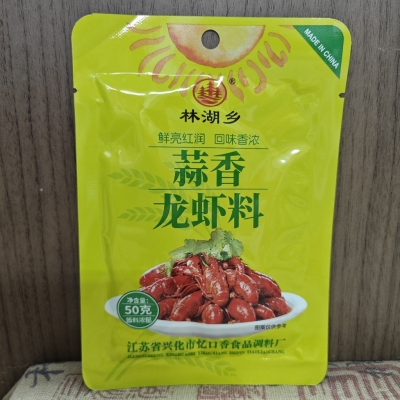 MADE IN CHINA
®
林湖乡
鲜亮红润 回味香浓
蒜香
龙虾料
净含量:
50克
图案仅供参考
江苏省兴化市忆口香食品调料厂